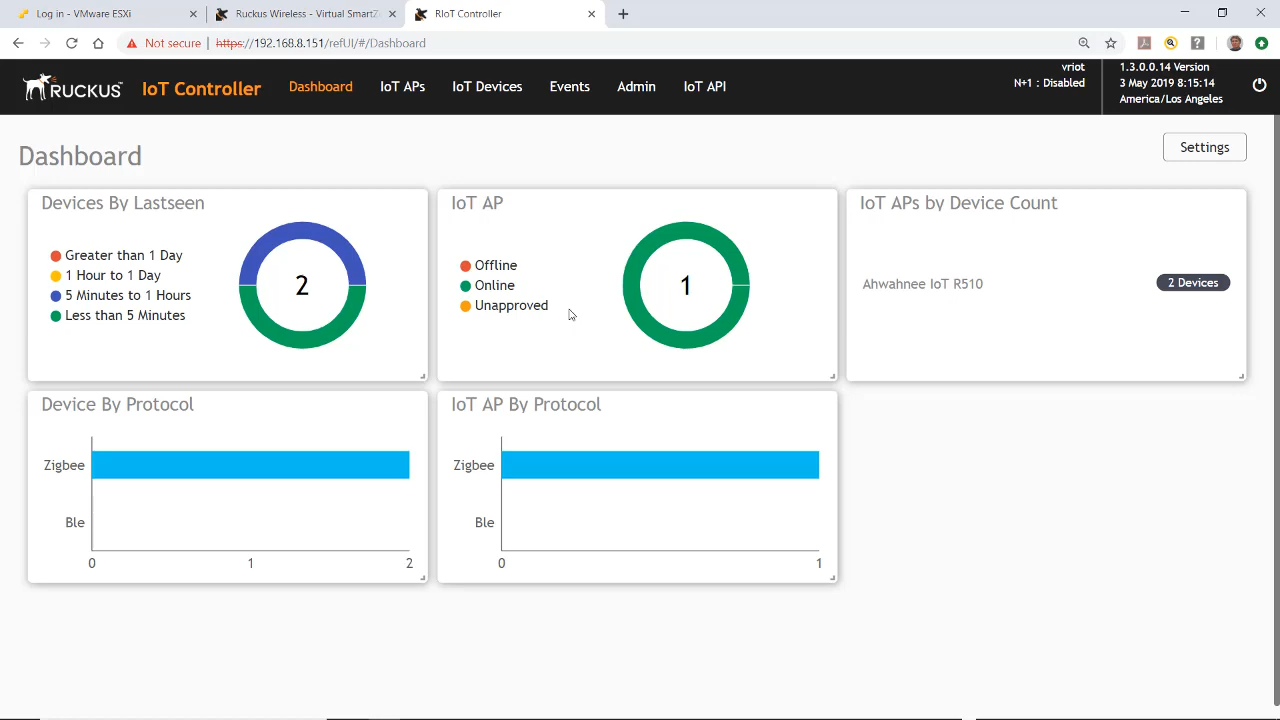 Log in - VMware ESXi
Ruckus Wireless - Virtual SmartZ
RIoT Controller
Not secure | https://192.168.8.151/refUI/#/Dashboard
RUCKUS™ IoT Controller
Dashboard
IoT APs
IoT Devices
Events
Admin
IoT API
vriot
N+1 : Disabled
1.3.0.0.14 Version
3 May 2019 8:15:14
America/Los Angeles
Dashboard
Settings
Devices By Lastseen
Greater than 1 Day
1 Hour to 1 Day
5 Minutes to 1 Hours
Less than 5 Minutes
2
IoT AP
Offline
Online
Unapproved
1
IoT APs by Device Count
Ahwahnee IoT R510
2 Devices
Device By Protocol
Zigbee
Ble
0 1 2
IoT AP By Protocol
Zigbee
Ble
0 1